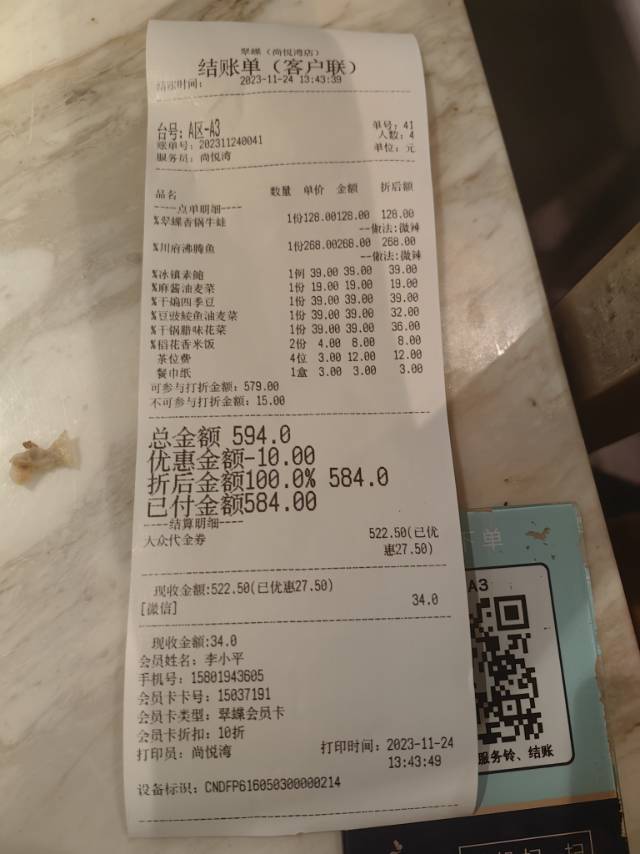 翠蝶（尚悦湾店）
结账单（客户联）
结账时间： 2023-11-24 13:43:39
台号：A区-A3 单号：41
账单号：202311240041 人数：4
服务员：尚悦湾 单位：元
品名 数量 单价 金额 折后额
----点单明细----
%翠蝶香锅牛蛙 1份128.00128.00 128.00
--做法:微辣
%川府沸腾鱼 1份268.00268.00 268.00
--做法:微辣
%冰镇素鲍 1例 39.00 39.00 39.00
%麻酱油麦菜 1份 19.00 19.00 19.00
%干煸四季豆 1份 39.00 39.00 39.00
%豆豉鲮鱼油麦菜 1份 39.00 39.00 32.00
%干锅腊味花菜 1份 39.00 39.00 36.00
%稻花香米饭 2份 4.00 8.00 8.00
茶位费 4位 3.00 12.00 12.00
餐巾纸 1盒 3.00 3.00 3.00
可参与打折金额：579.00
不可参与打折金额：15.00
总金额 594.0
优惠金额-10.00
折后金额100.0% 584.0
已付金额584.00
----结算明细----
大众代金券 522.50(已优
惠27.50)
现收金额:522.50(已优惠27.50)
[微信] 34.0
现收金额:34.0
会员姓名：李小平
手机号：15801943605
会员卡卡号：15037191
会员卡类型：翠蝶会员卡
会员卡折扣：10折
打印员：尚悦湾 打印时间：2023-11-24
13:43:49
设备标识：CNDFP616050300000214
单
A3
服务铃、结账